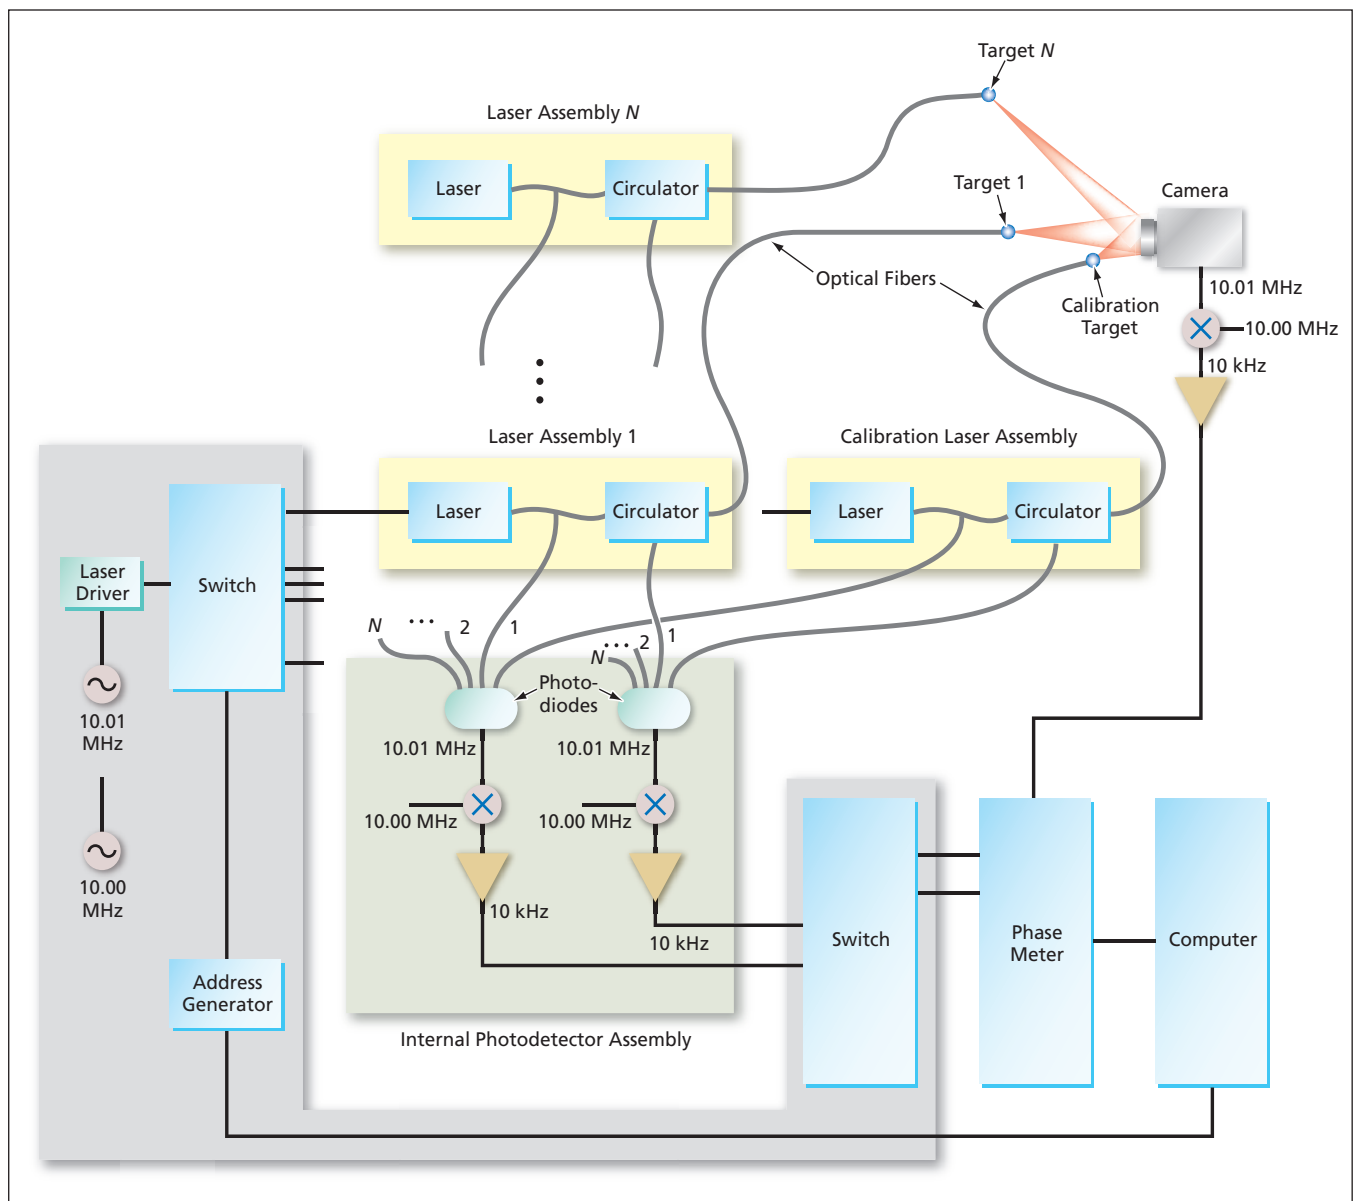 Target N
Laser Assembly N
Laser
Circulator
Target 1
Camera
Optical Fibers
Calibration
Target
10.01 MHz
10.00 MHz
10 kHz
Laser Assembly 1
Calibration Laser Assembly
Laser
Circulator
Laser
Circulator
Laser
Driver
Switch
N
... 2
1
N
... 2
1
Photo-
diodes
10.01
MHz
10.01 MHz
10.01 MHz
10.00 MHz
10.00 MHz
10.00
MHz
10 kHz
10 kHz
Switch
Phase
Meter
Computer
Address
Generator
Internal Photodetector Assembly